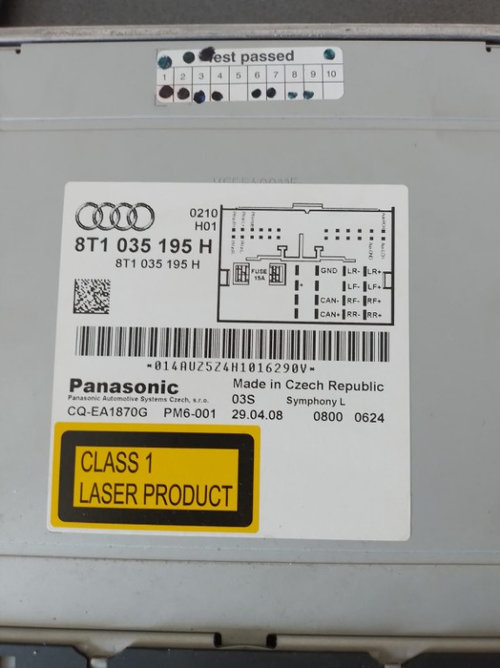 Test passed
1 2 3 4 5 6 7 8 9 10
0210
H01
8T1 035 195 H
8T1 035 195 H
FUSE
15A
GND LR- LR+
+ LF- LF+
CAN- RF- RF+
CAN+ RR- RR+
*014AUZ5Z4H1016290V*
Panasonic Made in Czech Republic
Panasonic Automotive Systems Czech, s.r.o. 03S Symphony L
CQ-EA1870G PM6-001 29.04.08 0800 0624
CLASS 1
LASER PRODUCT